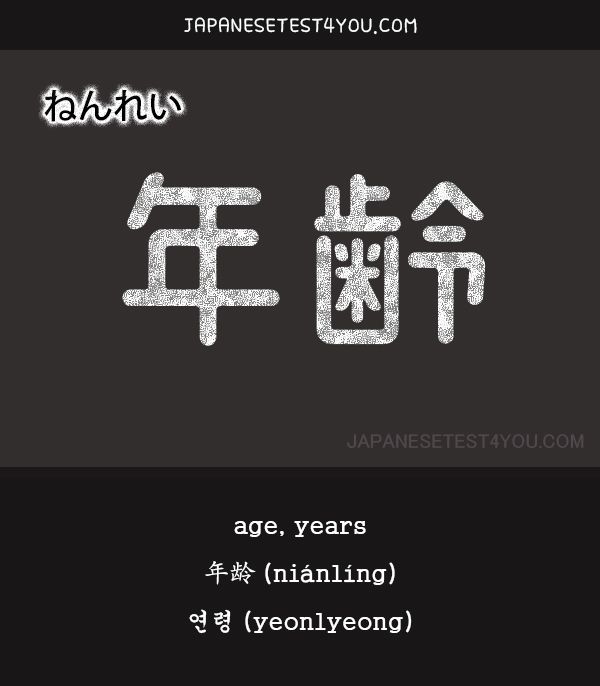 JAPANESETEST4YOU.COM
ねんれい
年齢
JAPANESETEST4YOU.COM
age, years
年龄 (niánlíng)
연령 (yeonlyeong)